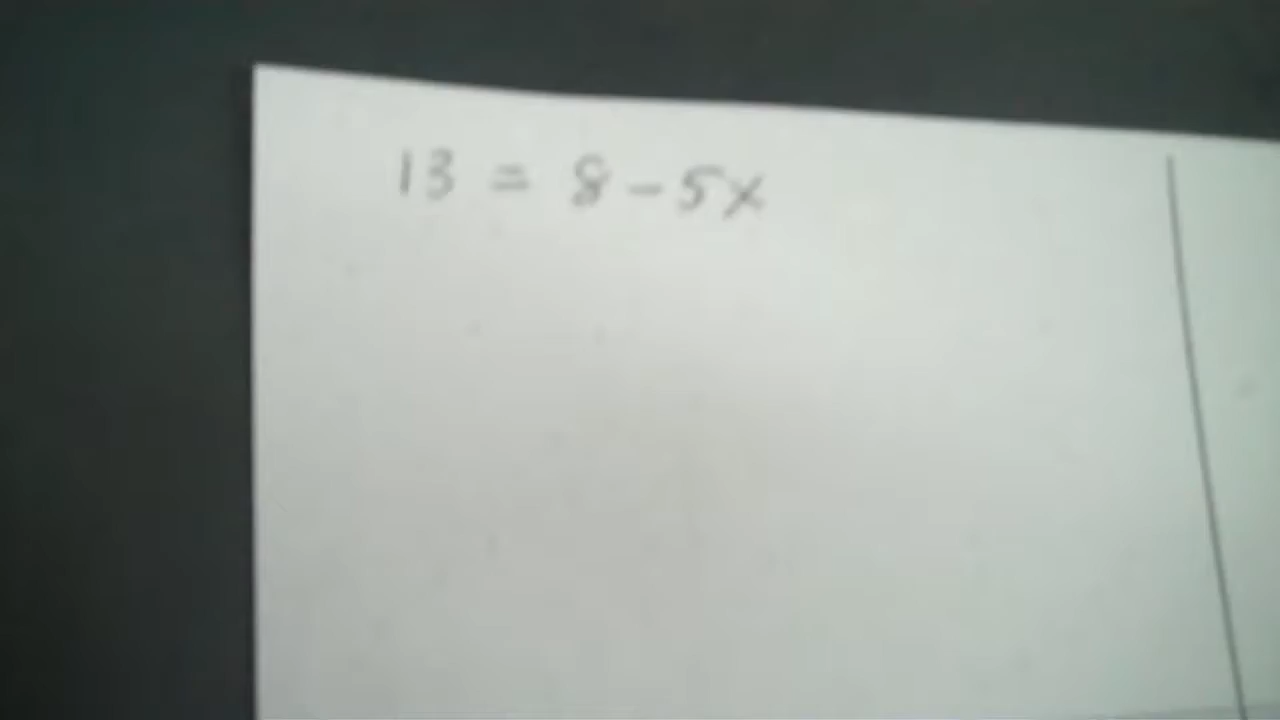 13 = 8 - 5x